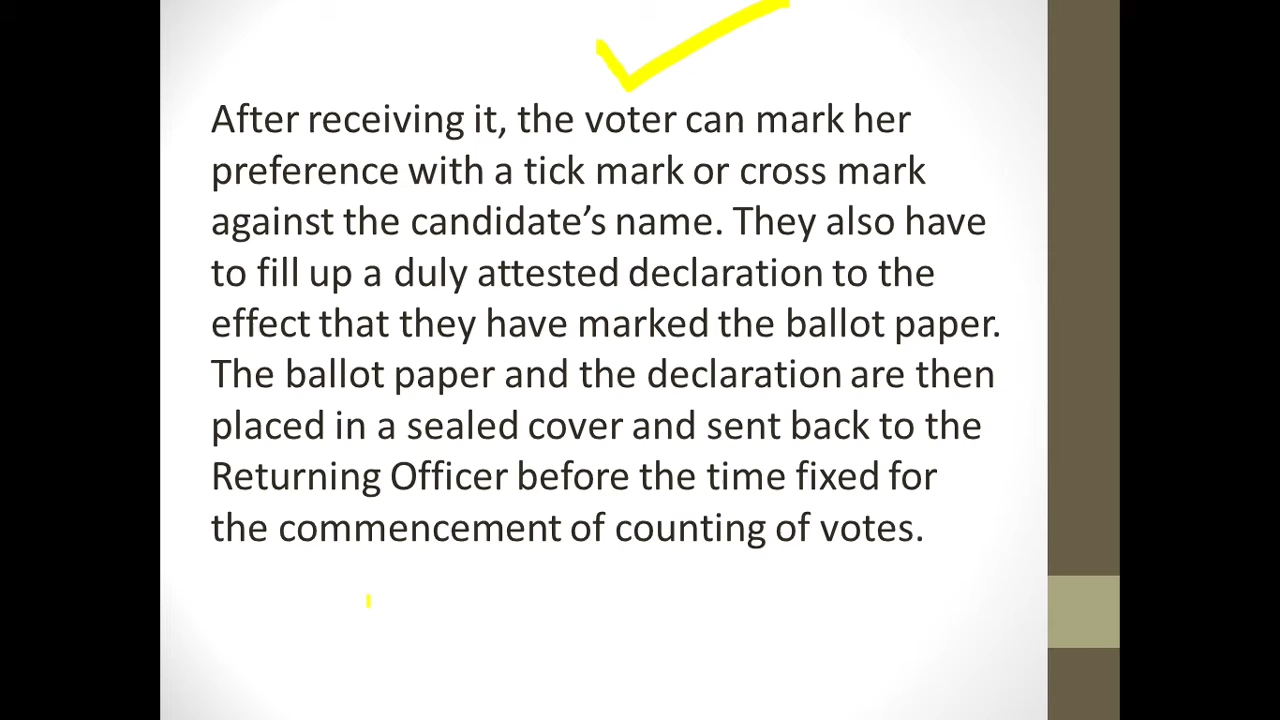 After receiving it, the voter can mark her
preference with a tick mark or cross mark
against the candidate’s name. They also have
to fill up a duly attested declaration to the
effect that they have marked the ballot paper.
The ballot paper and the declaration are then
placed in a sealed cover and sent back to the
Returning Officer before the time fixed for
the commencement of counting of votes.